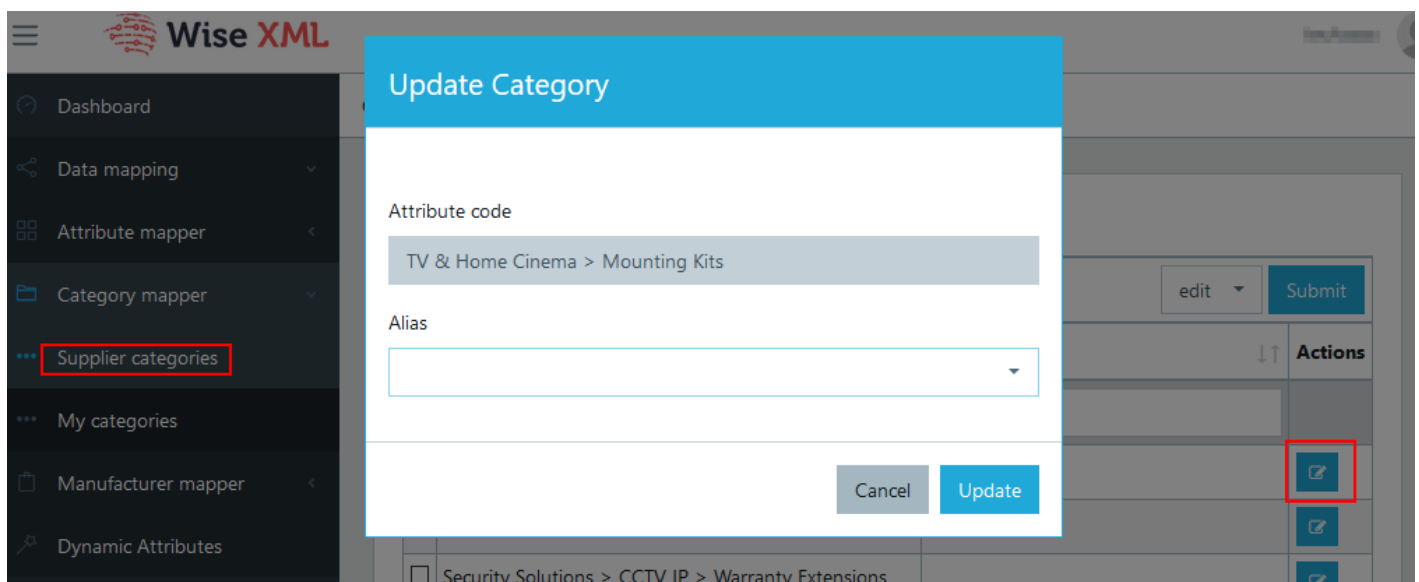 Wise XML
Update Category
Dashboard
Data mapping
Attribute code
Attribute mapper
TV & Home Cinema > Mounting Kits
Category mapper
edit
Submit
Alias
Supplier categories
Actions
My categories
Manufacturer mapper
Cancel
Update
Dynamic Attributes
Security Solutions > CCTV IP > Warranty Extensions